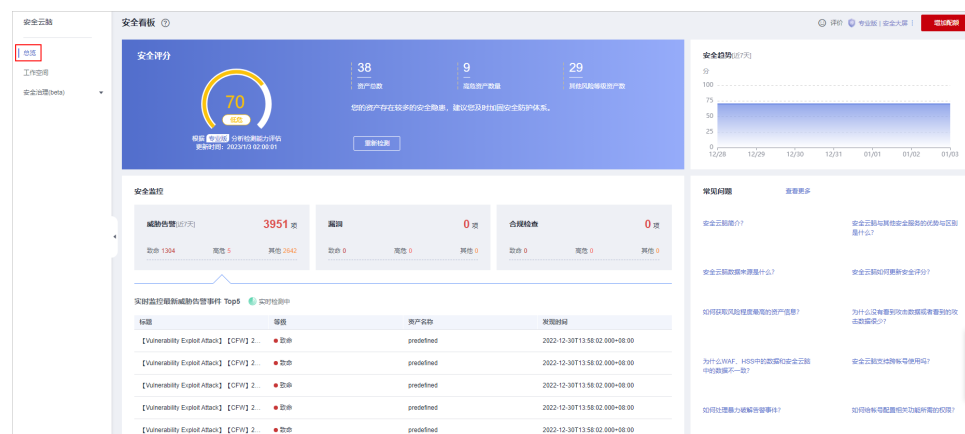 安全云脑
总览
工作空间
安全治理(beta)
安全看板
评价 专业版 | 安全大屏
增加配额
安全评分
70
低危
根据 专业版 分析检测能力评估
更新时间：2023/1/3 02:00:01
38 9 29
资产总数 高危资产数量 其他风险等级资产数
您的资产存在较多的安全隐患，建议您及时加固安全防护体系。
重新检测
安全趋势(近7天)
分
100
75
50
25
0
12/28 12/29 12/30 12/31 01/01 01/02 01/03
安全监控
威胁告警(近7天) 3951 项
致命 1304 高危 5 其他 2642
漏洞 0 项
致命 0 高危 0 其他 0
合规检查 0 项
致命 0 高危 0 其他 0
实时监控最新威胁告警事件 Top5 实时检测中
标题 等级 资产名称 发现时间
【Vulnerability Exploit Attack】【CFW】2... 致命 predefined 2022-12-30T13:58:02.000+08:00
【Vulnerability Exploit Attack】【CFW】2... 致命 predefined 2022-12-30T13:58:02.000+08:00
【Vulnerability Exploit Attack】【CFW】2... 致命 predefined 2022-12-30T13:58:02.000+08:00
【Vulnerability Exploit Attack】【CFW】2... 致命 predefined 2022-12-30T13:58:02.000+08:00
【Vulnerability Exploit Attack】【CFW】2... 致命 predefined 2022-12-30T13:58:02.000+08:00
常见问题 查看更多
安全云脑简介？
安全云脑与其他安全服务的优势与区别
是什么？
安全云脑数据来源是什么？
安全云脑如何更新安全评分？
如何获取风险程度最高的资产信息？
为什么没有看到攻击数据或者看到的攻
击数据很少？
为什么WAF、HSS中的数据和安全云脑
中的数据不一致？
安全云脑支持跨帐号使用吗？
如何处理暴力破解告警事件？
如何给帐号配置相关功能所需的权限？